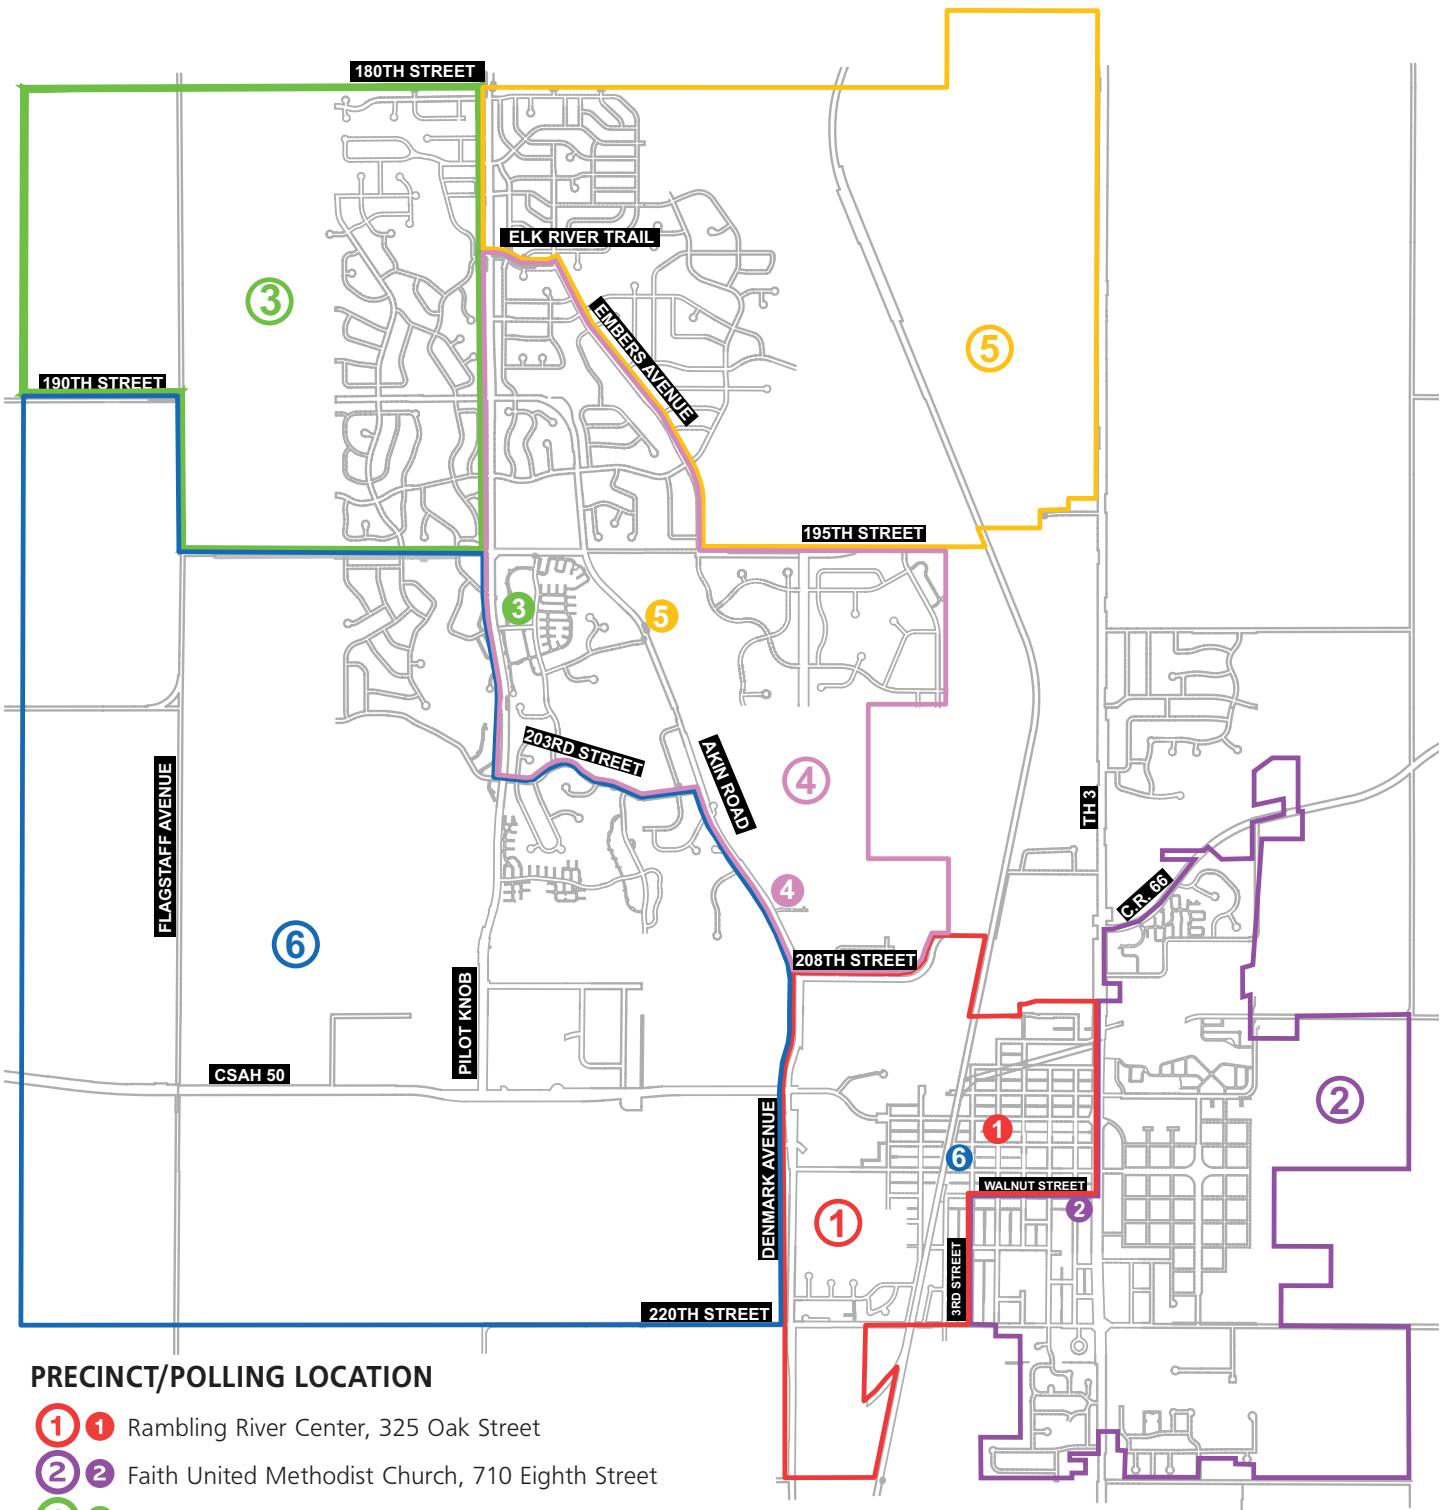 180TH STREET
ELK RIVER TRAIL
3
EMBERS AVENUE
5
190TH STREET
195TH STREET
3
5
203RD STREET
AKIN ROAD
4
TH 3
FLAGSTAFF AVENUE
4
C.R. 66
6
208TH STREET
PILOT KNOB
CSAH 50
2
DENMARK AVENUE
1
6
WALNUT STREET
2
1
3RD STREET
220TH STREET
PRECINCT/POLLING LOCATION
1 1 Rambling River Center, 325 Oak Street
2 2 Faith United Methodist Church, 710 Eighth Street